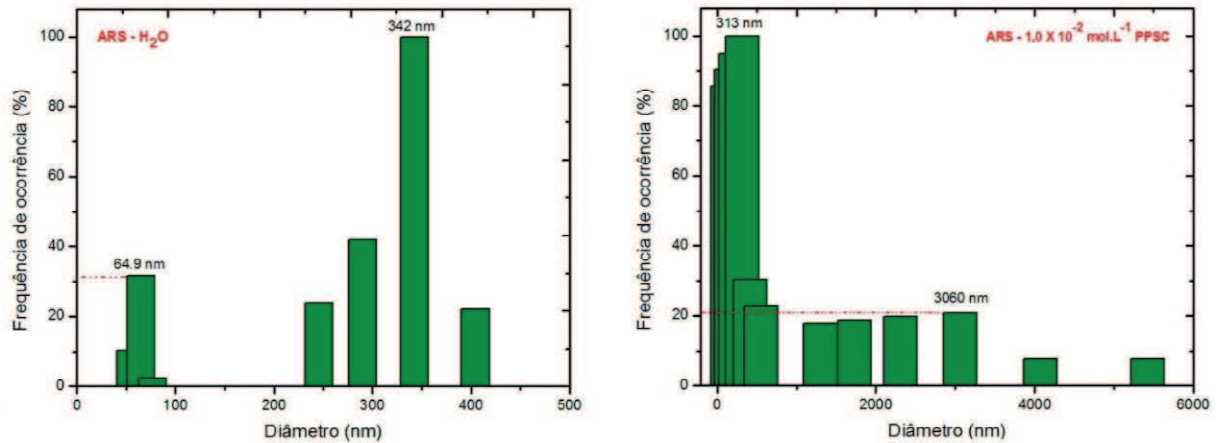 ARS - H₂O
342 nm
64.9 nm
100
80
60
40
20
0
Frequência de ocorrência (%)
0 100 200 300 400 500
Diâmetro (nm)
313 nm
ARS - 1,0 X 10⁻² mol.L⁻¹ PPSC
3060 nm
100
80
60
40
20
0
Frequência de ocorrência (%)
0 2000 4000 6000
Diâmetro (nm)